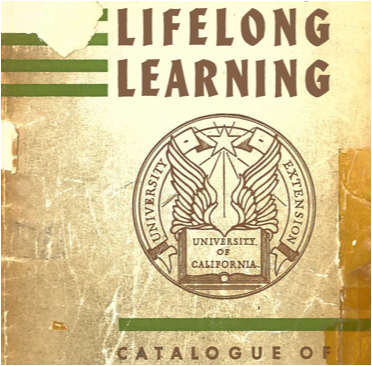 LIFELONG
LEARNING
UNIVERSITY
EXTENSION
UNIVERSITY
OF
CALIFORNIA
CATALOGUE OF